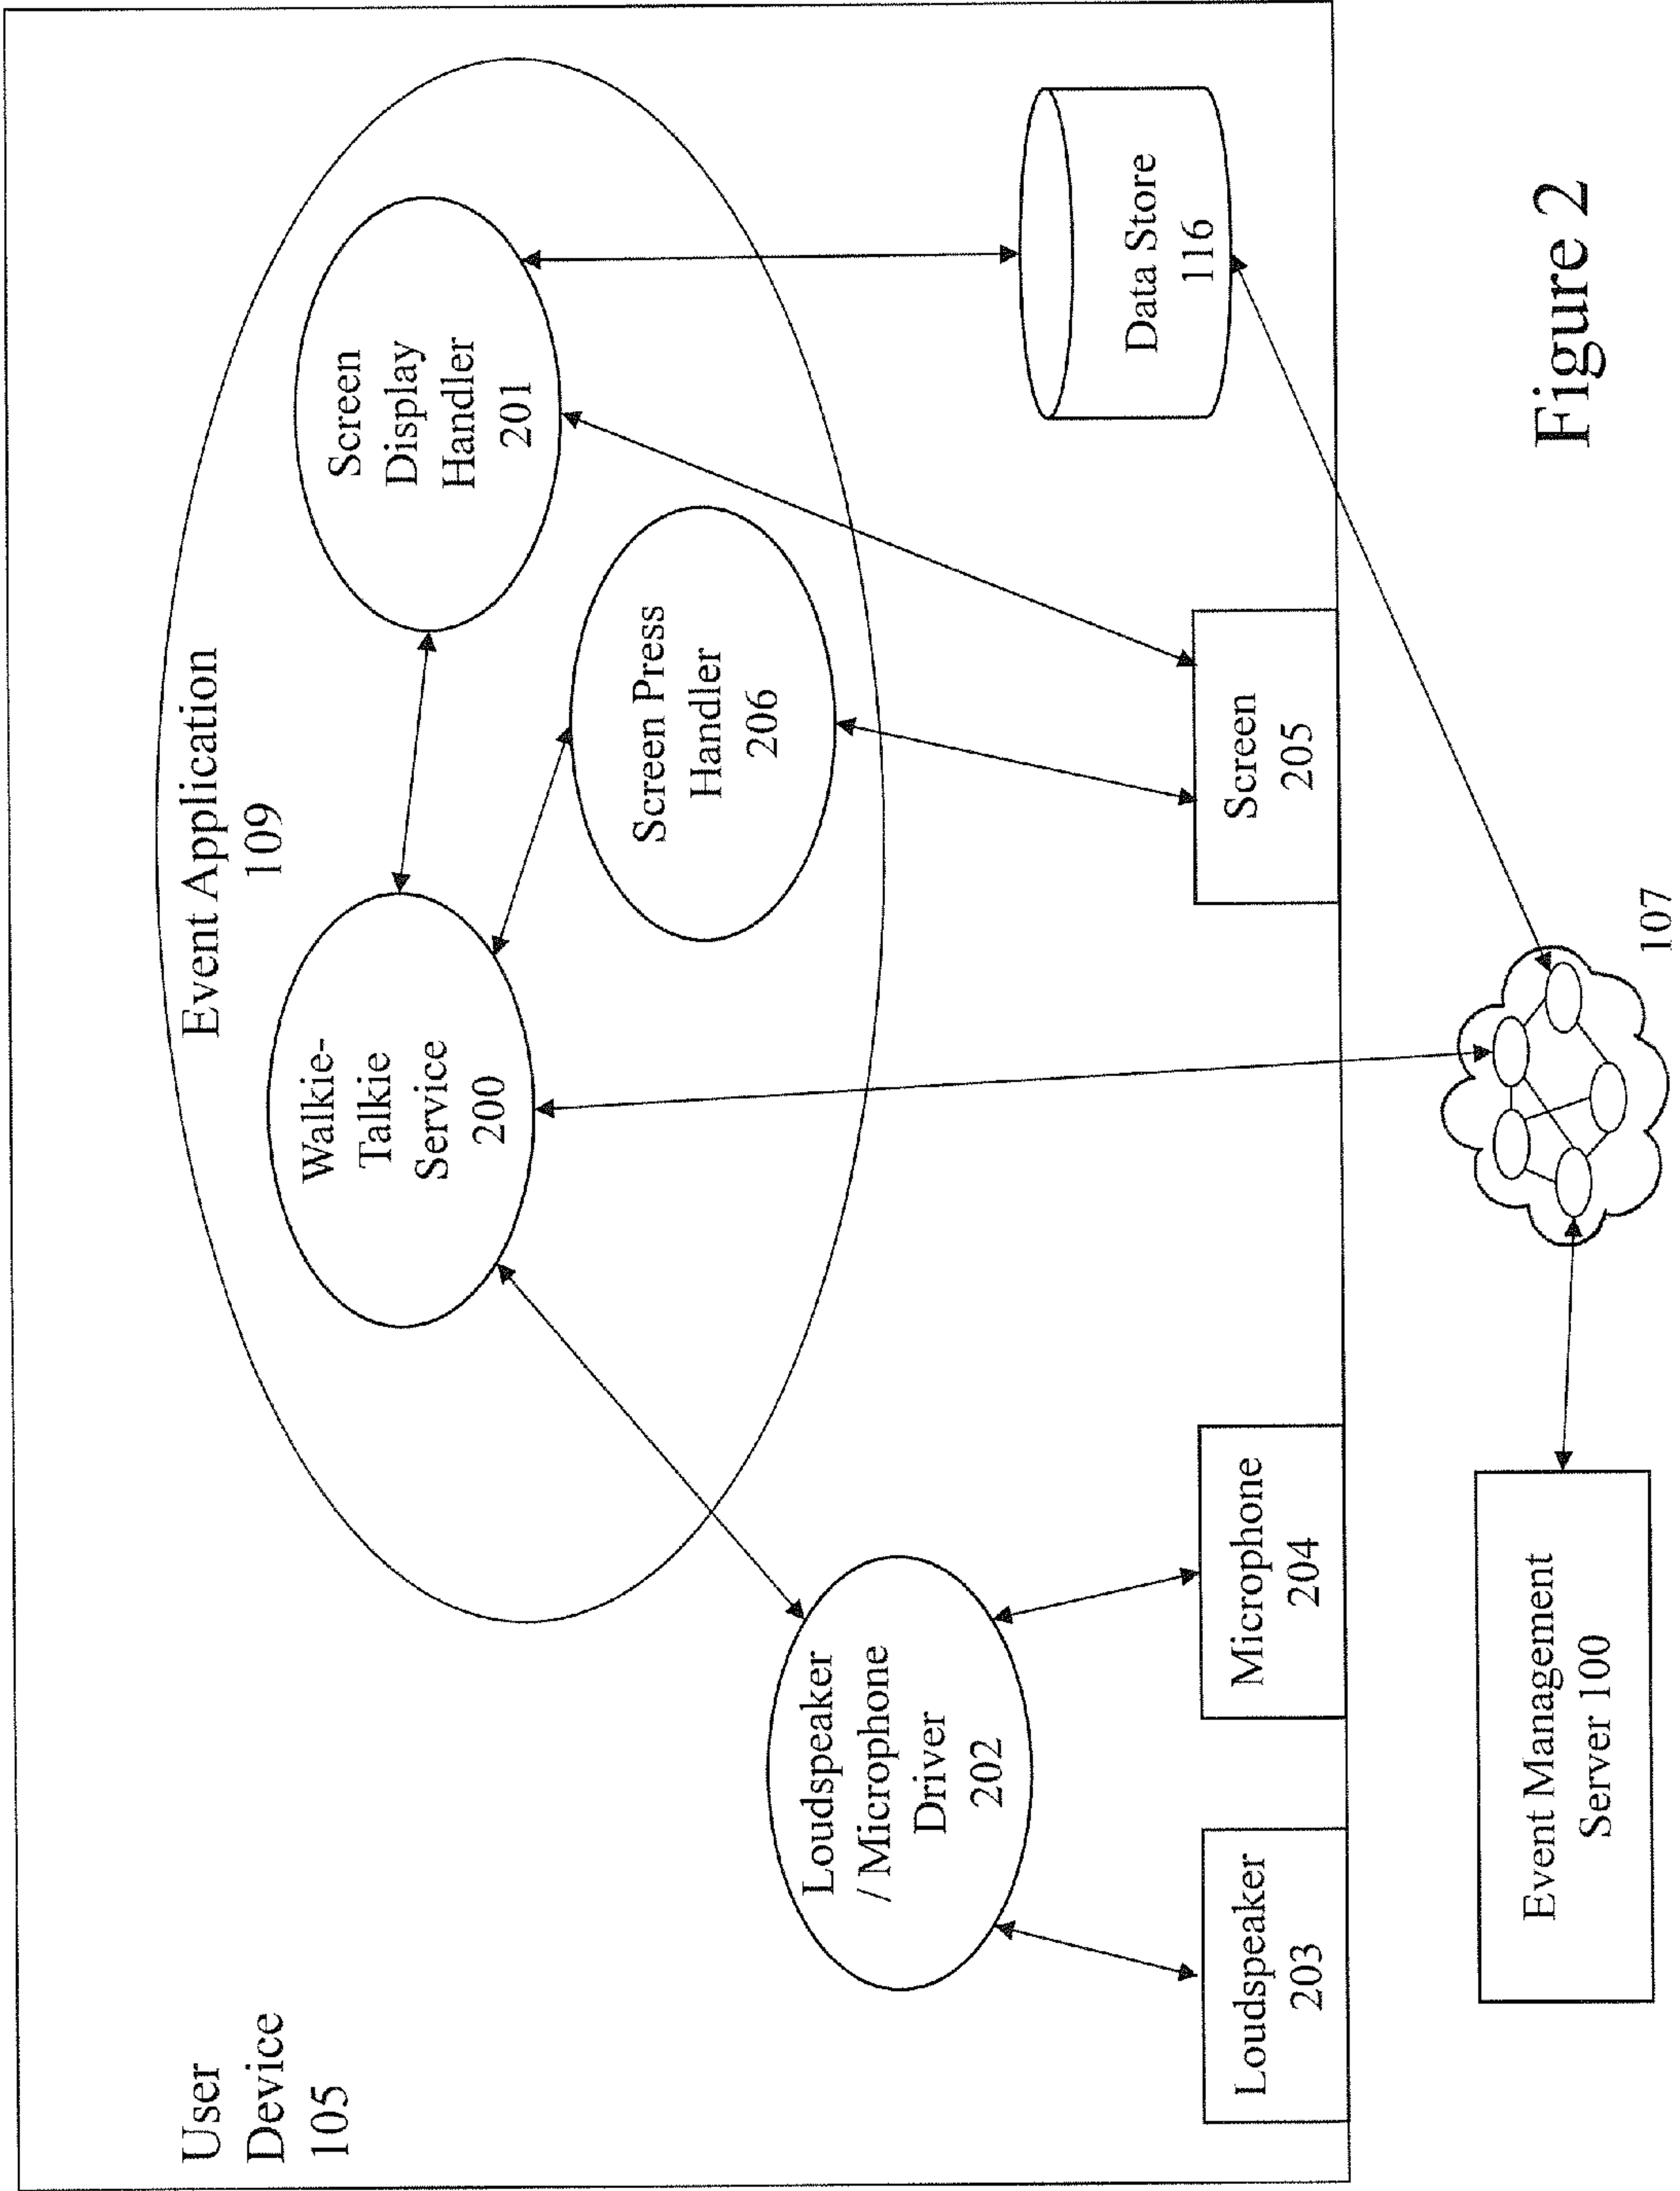 User
Device
105
Event Application
109
Walkie-
Talkie
Service
200
Screen
Display
Handler
201
Screen Press
Handler
206
Loudspeaker
/ Microphone
Driver
202
Loudspeaker
203
Microphone
204
Screen
205
Data Store
116
Event Management
Server 100
107
Figure 2